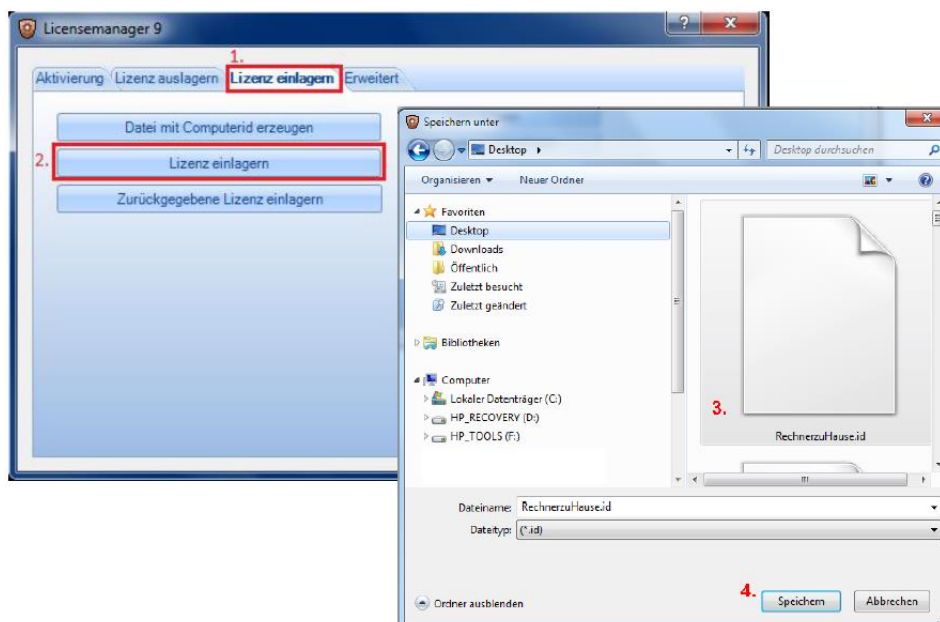 Licensemanager 9
1.
Aktivierung Lizenz auslagern Lizenz einlagern Erweitert
Datei mit Computerid erzeugen
2. Lizenz einlagern
Zurückgegebene Lizenz einlagern
Speichern unter
Desktop
Desktop durchsuchen
Organisieren Neuer Ordner
Favoriten
Desktop
Downloads
Öffentlich
Zuletzt besucht
Zuletzt geändert
Bibliotheken
Computer
Lokaler Datenträger (C:)
HP_RECOVERY (D:)
HP_TOOLS (F:)
3.
RechnerzuHause.id
Dateiname: RechnerzuHause.id
Dateityp: (*.id)
Ordner ausblenden
4. Speichern Abbrechen